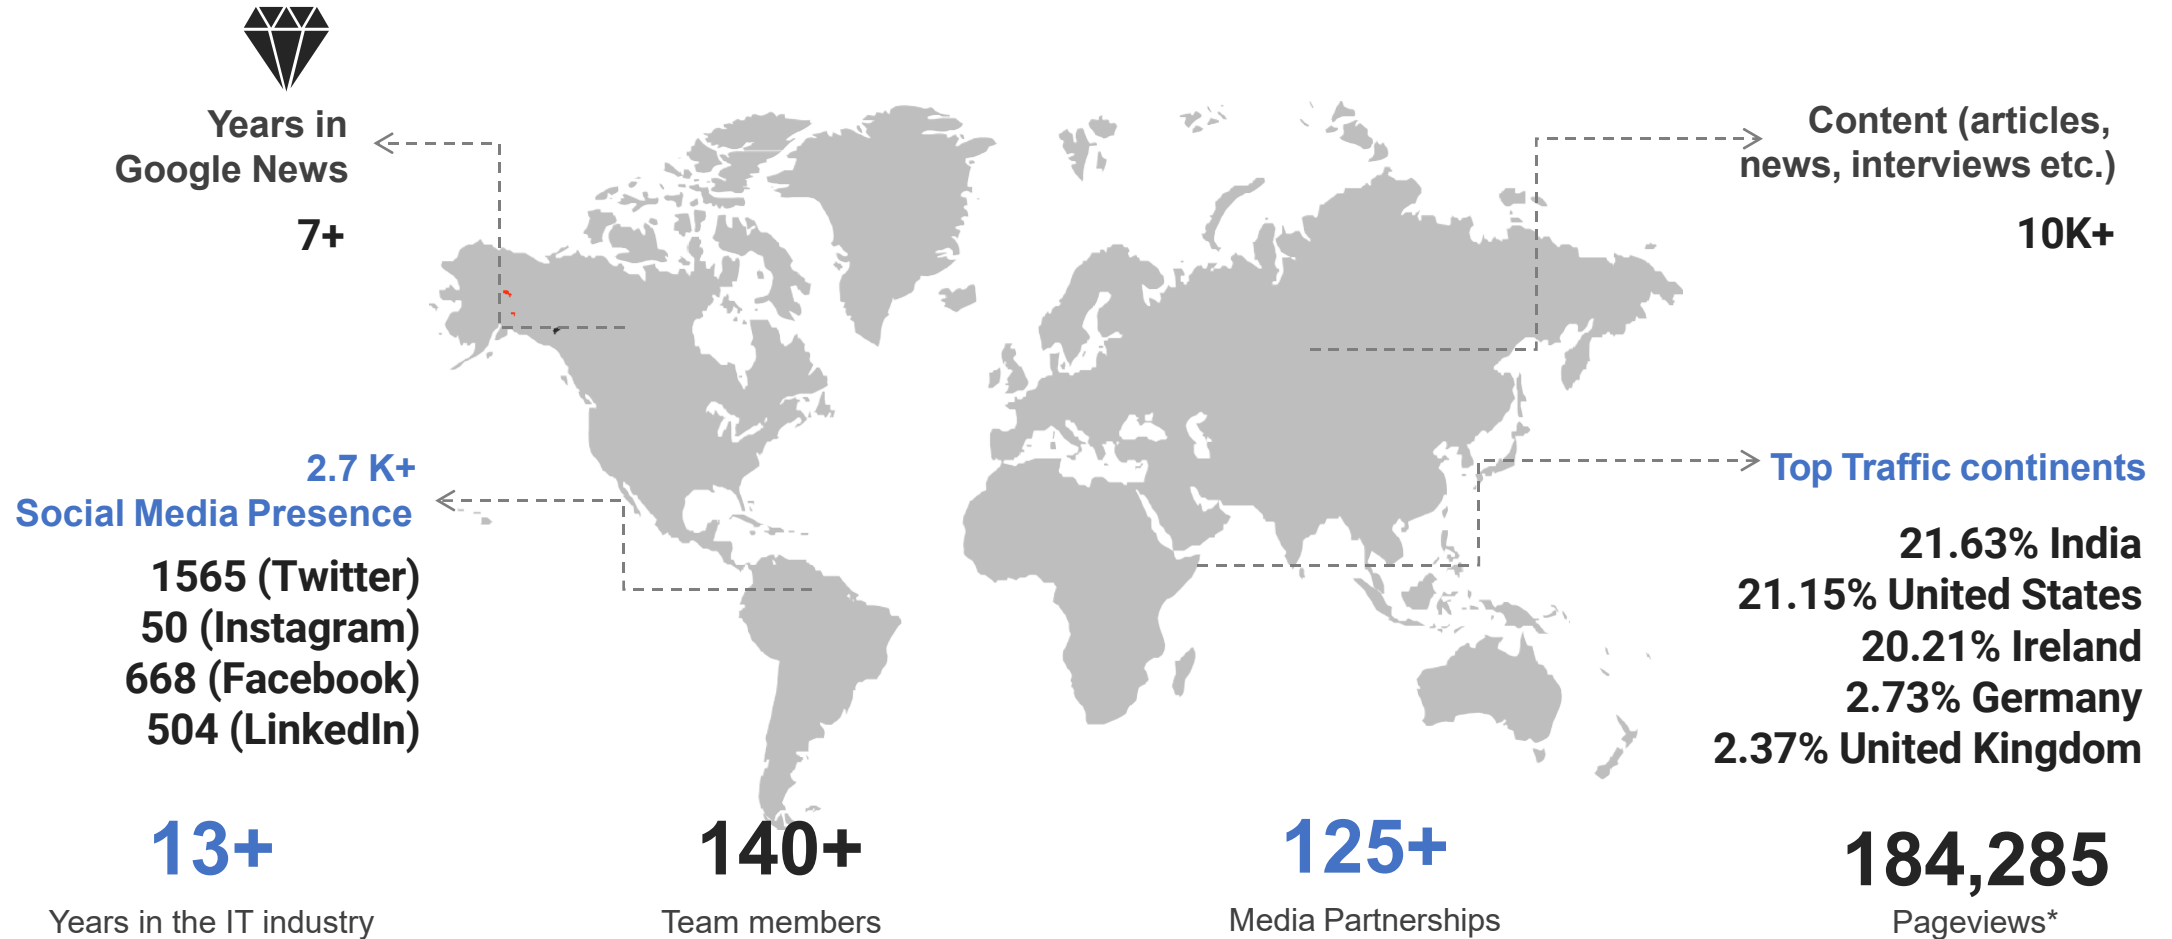 Years in
Google News
7+
Content (articles,
news, interviews etc.)
10K+
2.7 K+
Social Media Presence
1565 (Twitter)
50 (Instagram)
668 (Facebook)
504 (LinkedIn)
Top Traffic continents
21.63% India
21.15% United States
20.21% Ireland
2.73% Germany
2.37% United Kingdom
13+
Years in the IT industry
140+
Team members
125+
Media Partnerships
184,285
Pageviews*